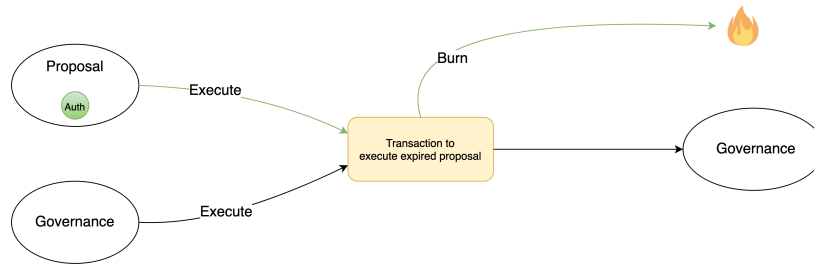 Proposal
Auth
Execute
Burn
Transaction to
execute expired proposal
Governance
Governance
Execute